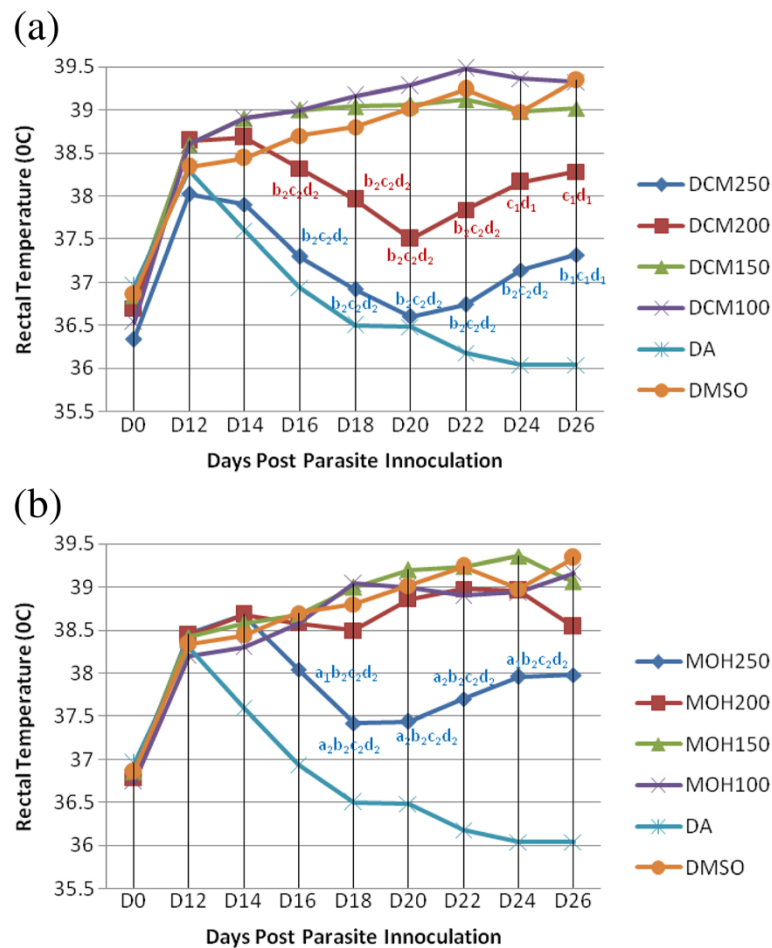 (a)
39.5
39
38.5
38
37.5
37
36.5
36
35.5
Rectal Temperature (0C)
b₂c₂d₂
b₂c₂d₂
b₂c₂d₂
b₂c₂d₂
c₁d₁
c₁d₁
b₂c₂d₂
b₂c₂d₂
b₂c₂d₂
b₂c₂d₂
b₂c₂d₂
b₁c₁d₁
D0 D12 D14 D16 D18 D20 D22 D24 D26
Days Post Parasite Innoculation
DCM250
DCM200
DCM150
DCM100
DA
DMSO
(b)
39.5
39
38.5
38
37.5
37
36.5
36
35.5
Rectal Temperature (0C)
a₁b₂c₂d₂
a₂b₂c₂d₂
a₂b₂c₂d₂
a₂b₂c₂d₂
b₂c₂d₂
D0 D12 D14 D16 D18 D20 D22 D24 D26
Days Post Parasite Innoculation
MOH250
MOH200
MOH150
MOH100
DA
DMSO